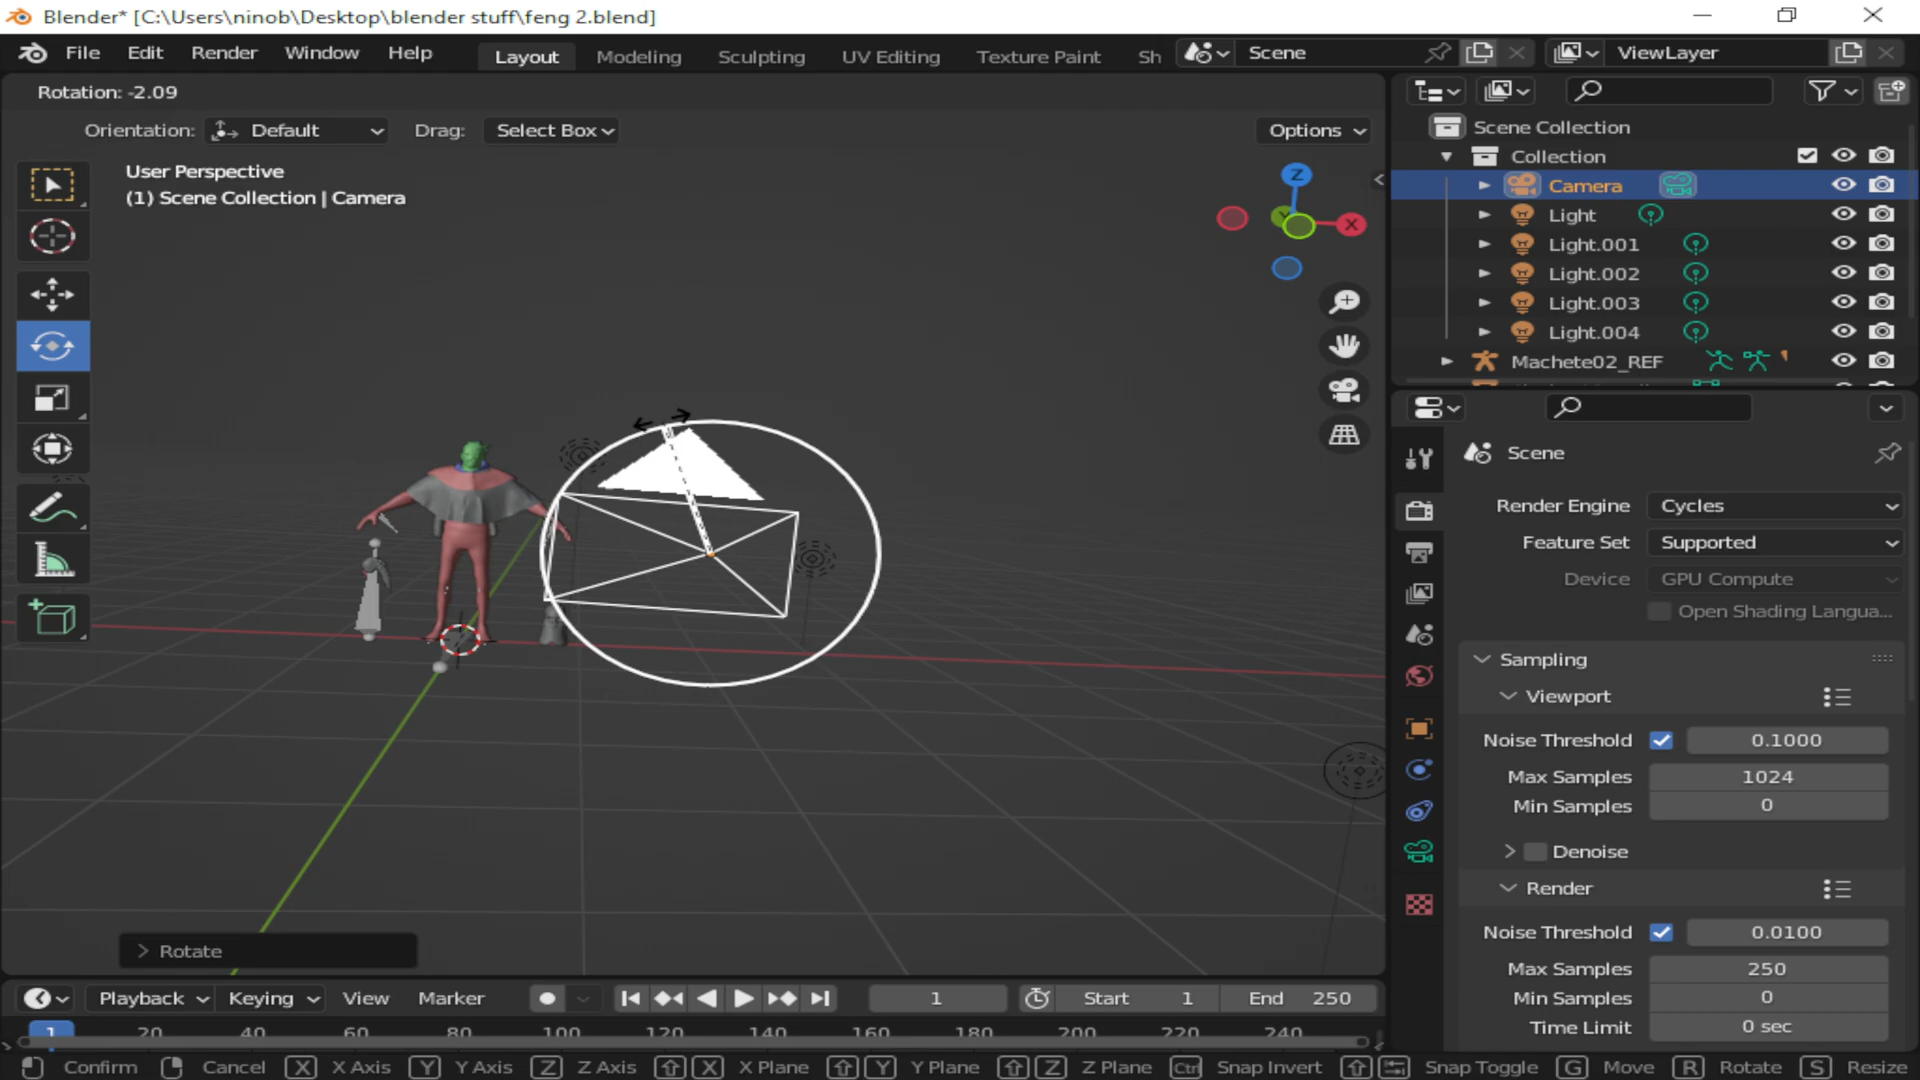 Blender* [C:\Users\ninob\Desktop\blender stuff\feng 2.blend]
File Edit Render Window Help Layout Modeling Sculpting UV Editing Texture Paint Sh Scene ViewLayer
Rotation: -2.09
Orientation: Default Drag: Select Box Options
User Perspective
(1) Scene Collection | Camera
Z
Y
X
Scene Collection
Collection
Camera
Light
Light.001
Light.002
Light.003
Light.004
Machete02_REF
Scene
Render Engine Cycles
Feature Set Supported
Device GPU Compute
Open Shading Langua...
Sampling
Viewport
Noise Threshold 0.1000
Max Samples 1024
Min Samples 0
Denoise
Render
Noise Threshold 0.0100
Max Samples 250
Min Samples 0
Time Limit 0 sec
Rotate
Playback Keying View Marker 1 Start 1 End 250
1 20 40 60 80 100 120 140 160 180 200 220 240
Confirm Cancel X X Axis Y Y Axis Z Z Axis X X Plane Y Y Plane Z Z Plane Ctrl Snap Invert Snap Toggle G Move R Rotate S Resize